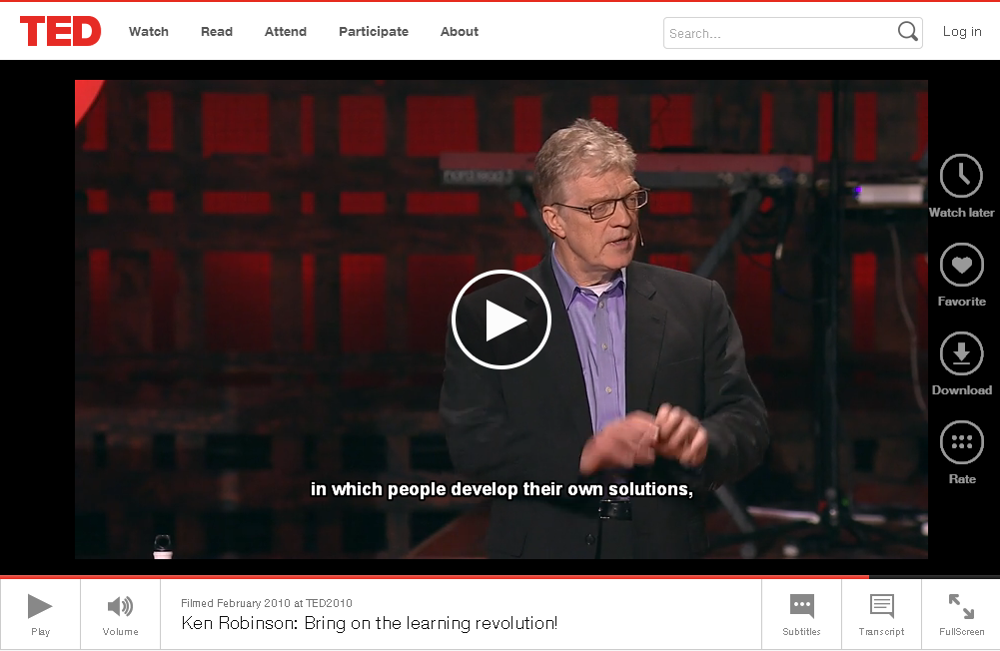 TED
Watch
Read
Attend
Participate
About
Search...
Log in
Watch later
Favorite
Download
Rate
in which people develop their own solutions,
Play
Volume
Filmed February 2010 at TED2010
Ken Robinson: Bring on the learning revolution!
Subtitles
Transcript
FullScreen